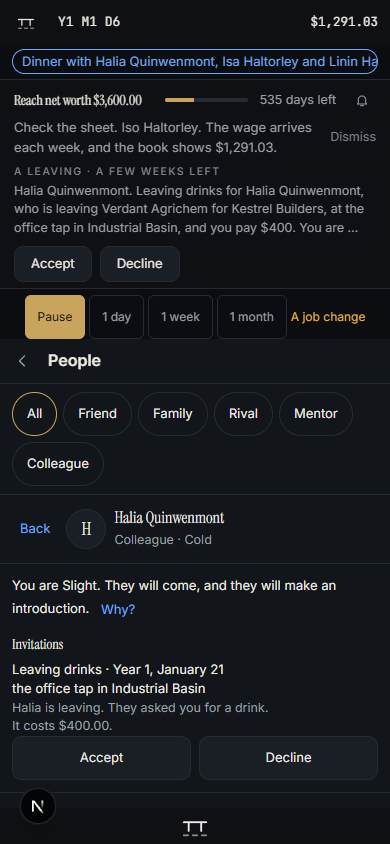 Y1 M1 D6
$1,291.03
Dinner with Halia Quinwenmont, Isa Haltorley and Linin Ha
Reach net worth $3,600.00
535 days left
Check the sheet. Iso Haltorley. The wage arrives
each week, and the book shows $1,291.03.
Dismiss
A LEAVING · A FEW WEEKS LEFT
Halia Quinwenmont. Leaving drinks for Halia Quinwenmont,
who is leaving Verdant Agrichem for Kestrel Builders, at the
office tap in Industrial Basin, and you pay $400. You are ...
Accept
Decline
Pause
1 day
1 week
1 month
A job change
People
All
Friend
Family
Rival
Mentor
Colleague
Back
H
Halia Quinwenmont
Colleague · Cold
You are Slight. They will come, and they will make an
introduction. Why?
Invitations
Leaving drinks · Year 1, January 21
the office tap in Industrial Basin
Halia is leaving. They asked you for a drink.
It costs $400.00.
Accept
Decline
N